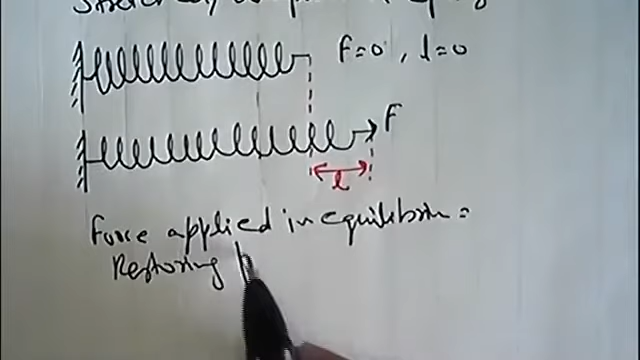 F=0, l=0
F
l
Force applied in equilibrium =
Restoring